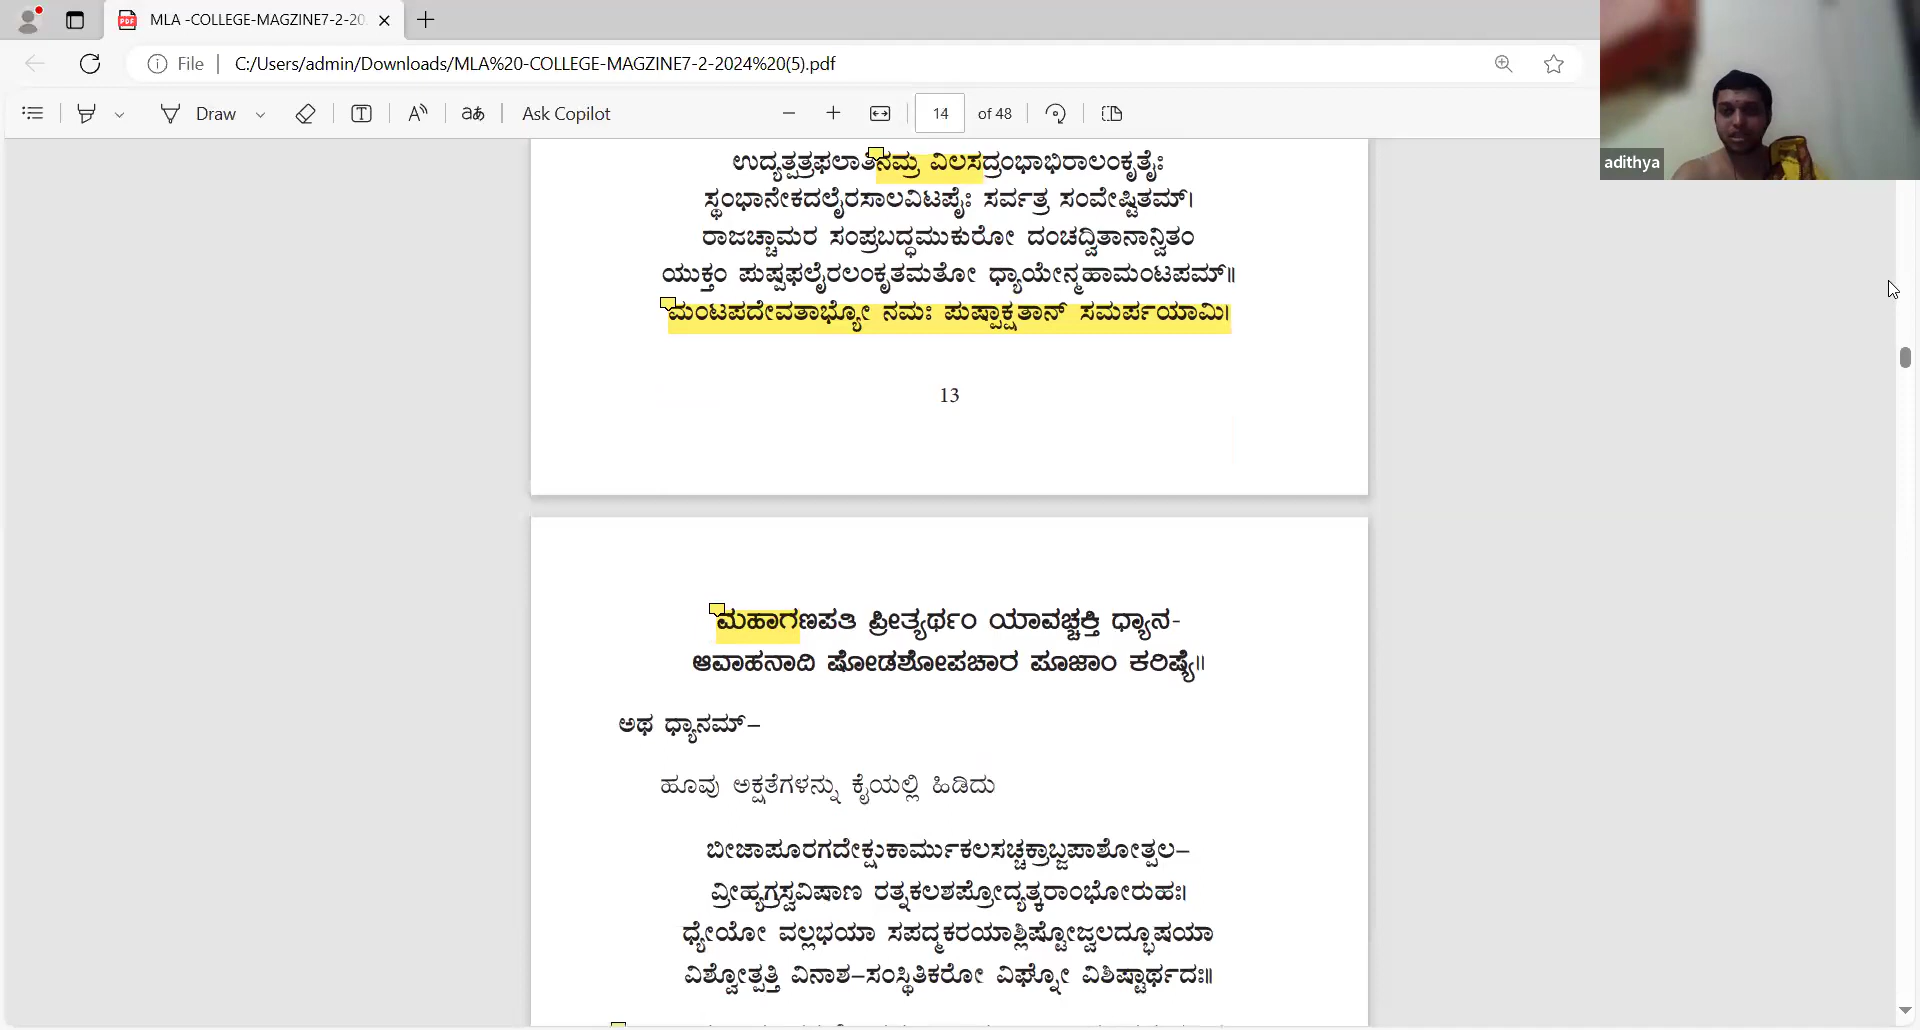 MLA -COLLEGE-MAGZINE7-2-20
File C:/Users/admin/Downloads/MLA%20-COLLEGE-MAGZINE7-2-2024%20(5).pdf
Draw Ask Copilot 14 of 48
adithya
ಉದ್ಯತ್ಪತ್ರಫಲಾತಿನಮ್ರ ವಿಲಸದ್ರಂಭಾಭಿರಾಲಂಕೃತೈಃ
ಸ್ಥಂಭಾನೇಕದಲೈರಸಾಲವಿಟಪೈಃ ಸರ್ವತ್ರ ಸಂವೇಷ್ಟಿತಮ್।
ರಾಜಚ್ಚಾಮರ ಸಂಪ್ರಬದ್ಧಮುಕುರೋ ದಂಚದ್ವಿತಾನಾನ್ವಿತಂ
ಯುಕ್ತಂ ಪುಷ್ಪಫಲೈರಲಂಕೃತಮತೋ ಧ್ಯಾಯೇನ್ಮಹಾಮಂಟಪಮ್॥
ಮಂಟಪದೇವತಾಭ್ಯೋ ನಮಃ ಪುಷ್ಪಾಕ್ಷತಾನ್ ಸಮರ್ಪಯಾಮಿ।
13
ಮಹಾಗಣಪತಿ ಪ್ರೀತ್ಯರ್ಥಂ ಯಾವಚ್ಛಕ್ತಿ ಧ್ಯಾನ-
ಆವಾಹನಾದಿ ಷೋಡಶೋಪಚಾರ ಪೂಜಾಂ ಕರಿಷ್ಯೆ॥
ಅಥ ಧ್ಯಾನಮ್–
ಹೂವು ಅಕ್ಷತೆಗಳನ್ನು ಕೈಯಲ್ಲಿ ಹಿಡಿದು
ಬೀಜಾಪೂರಗದೇಕ್ಷುಕಾರ್ಮುಕಲಸಚ್ಚಕ್ರಾಬ್ಜಪಾಶೋತ್ಪಲ–
ವ್ರೀಹ್ಯಗ್ರಸ್ವವಿಷಾಣ ರತ್ನಕಲಶಪ್ರೋದ್ಯತ್ಕರಾಂಭೋರುಹಃ।
ಧ್ಯೇಯೋ ವಲ್ಲಭಯಾ ಸಪದ್ಮಕರಯಾಶ್ಲಿಷ್ಟೋಜ್ವಲದ್ಭೂಷಯಾ
ವಿಶ್ವೋತ್ಪತ್ತಿ ವಿನಾಶ–ಸಂಸ್ಥಿತಿಕರೋ ವಿಘ್ನೋ ವಿಶಿಷ್ಟಾರ್ಥದಃ॥